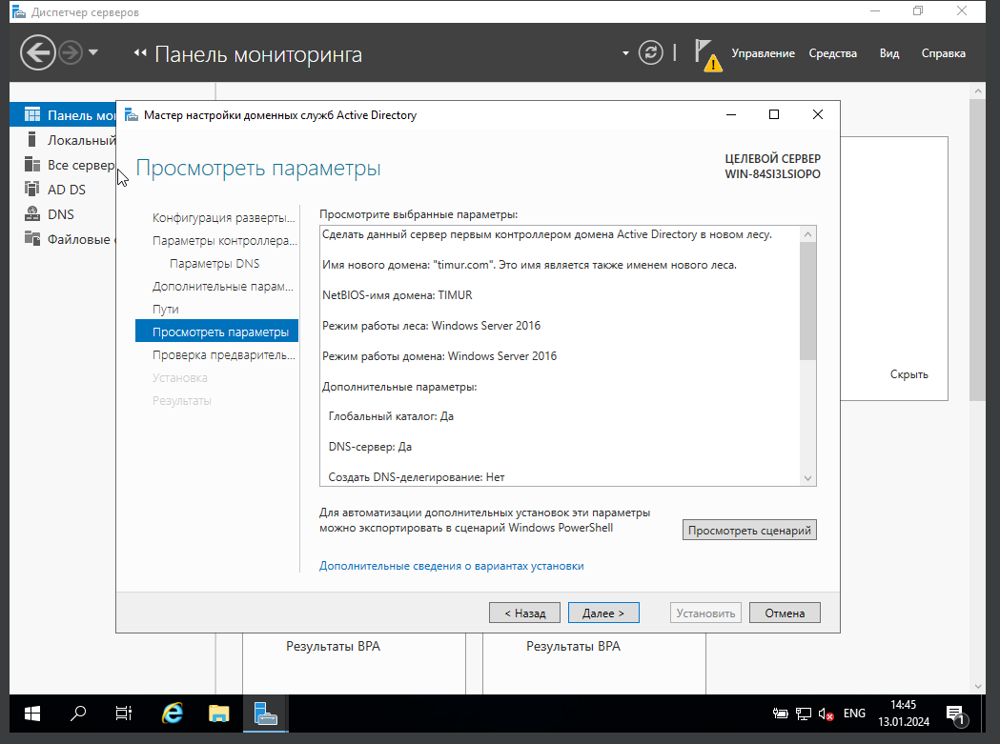 Диспетчер серверов
Панель мониторинга
Управление
Средства
Вид
Справка
Панель мо
Локальный
Все сервер
AD DS
DNS
Файловые
Мастер настройки доменных служб Active Directory
Просмотреть параметры
ЦЕЛЕВОЙ СЕРВЕР
WIN-84SI3LSIOPO
Конфигурация разверты...
Параметры контроллера...
Параметры DNS
Дополнительные парам...
Пути
Просмотреть параметры
Проверка предваритель...
Установка
Результаты
Просмотрите выбранные параметры:
Сделать данный сервер первым контроллером домена Active Directory в новом лесу.
Имя нового домена: "timur.com". Это имя является также именем нового леса.
NetBIOS-имя домена: TIMUR
Режим работы леса: Windows Server 2016
Режим работы домена: Windows Server 2016
Дополнительные параметры:
Глобальный каталог: Да
DNS-сервер: Да
Создать DNS-делегирование: Нет
Для автоматизации дополнительных установок эти параметры
можно экспортировать в сценарий Windows PowerShell
Просмотреть сценарий
Дополнительные сведения о вариантах установки
< Назад
Далее >
Установить
Отмена
Скрыть
Результаты BPA
Результаты BPA
ENG
14:45
13.01.2024
1